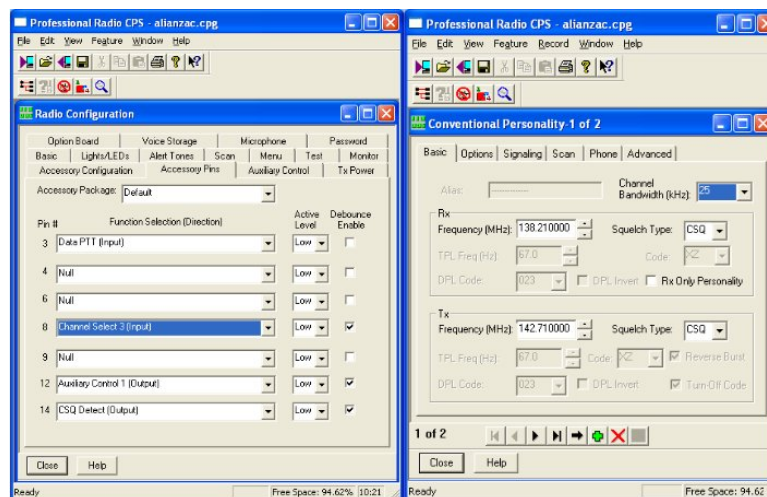 Professional Radio CPS - alianzac.cpg
File Edit View Feature Window Help
Radio Configuration
Option Board Voice Storage Microphone Password
Basic Lights/LEDs Alert Tones Scan Menu Test Monitor
Accessory Configuration Accessory Pins Auxiliary Control Tx Power
Accessory Package: Default
Pin # Function Selection (Direction) Active Level Debounce Enable
3 Data PTT (Input) Low
4 Null Low
6 Null Low
8 Channel Select 3 (Input) Low
9 Null Low
12 Auxiliary Control 1 (Output) Low
14 CSQ Detect (Output) Low
Close Help
Ready Free Space: 94.62% 10:21
Professional Radio CPS - alianzac.cpg
File Edit View Feature Record Window Help
Conventional Personality-1 of 2
Basic Options Signaling Scan Phone Advanced
Alias: Channel Bandwidth (kHz): 25
Rx
Frequency (MHz): 138.210000 Squelch Type: CSQ
TPL Freq (Hz): 67.0 Code: XZ
DPL Code: 023 DPL Invert Rx Only Personality
Tx
Frequency (MHz): 142.710000 Squelch Type: CSQ
TPL Freq (Hz): 67.0 Code: XZ Reverse Burst
DPL Code: 023 DPL Invert Turn-Off Code
1 of 2
Close Help
Ready Free Space: 94.62